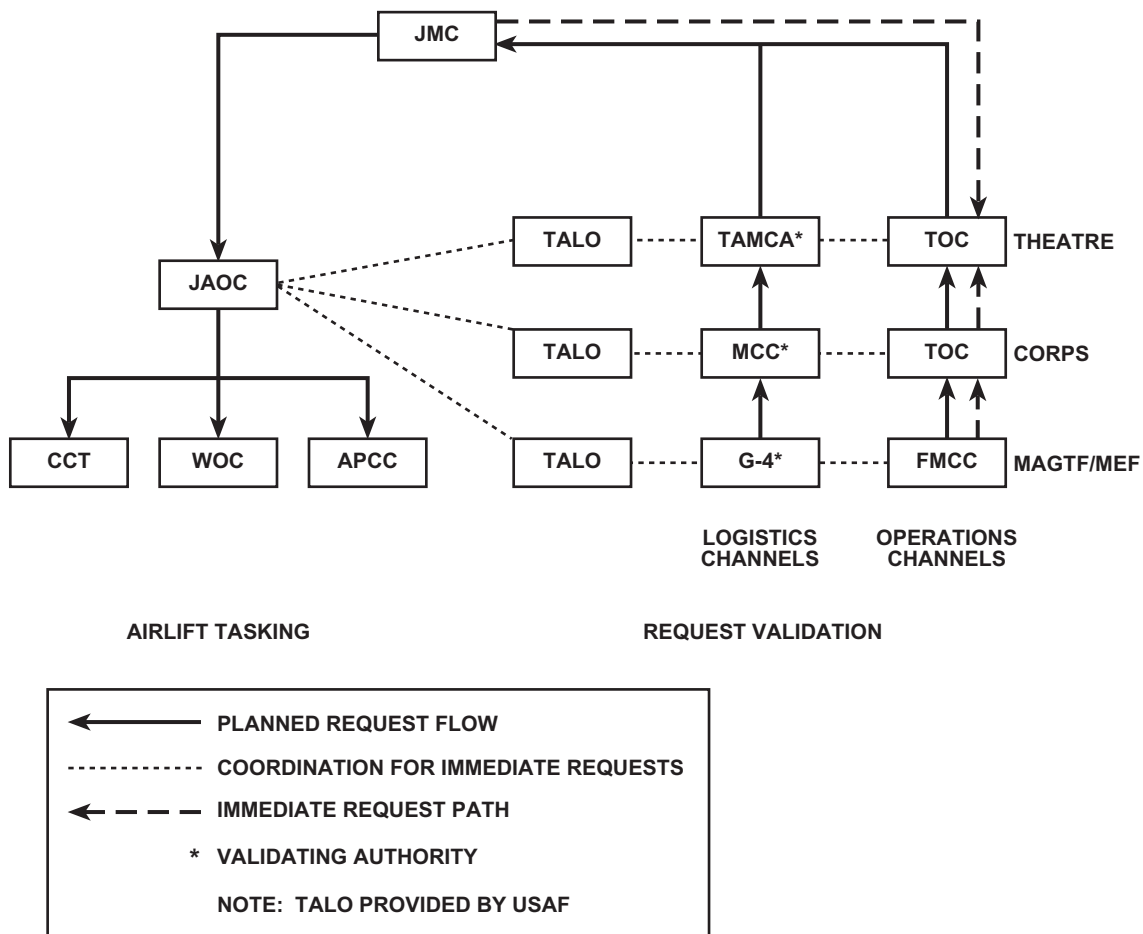 JMC
TALO
TAMCA*
TOC
THEATRE
JAOC
TALO
MCC*
TOC
CORPS
CCT
WOC
APCC
TALO
G-4*
FMCC
MAGTF/MEF
LOGISTICS
CHANNELS
OPERATIONS
CHANNELS
AIRLIFT TASKING
REQUEST VALIDATION
PLANNED REQUEST FLOW
COORDINATION FOR IMMEDIATE REQUESTS
IMMEDIATE REQUEST PATH
* VALIDATING AUTHORITY
NOTE: TALO PROVIDED BY USAF